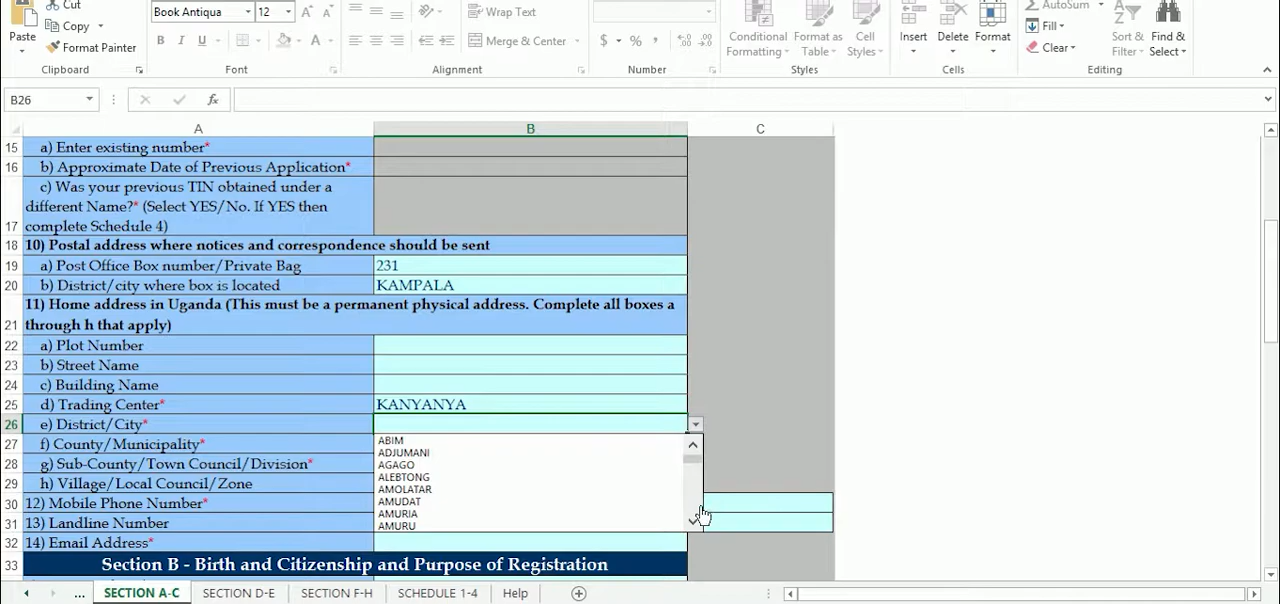 Cut
Book Antiqua
12
A
A
Wrap Text
AutoSum
Paste
Copy
Format Painter
B I U
A
Merge & Center
$ % ,
Conditional Formatting
Format as Table
Cell Styles
Insert
Delete
Format
Fill
Clear
Sort & Filter
Find & Select
Clipboard
Font
Alignment
Number
Styles
Cells
Editing
B26
fx
A
B
C
15
a) Enter existing number*
16
b) Approximate Date of Previous Application*
c) Was your previous TIN obtained under a
different Name?* (Select YES/No. If YES then
17
complete Schedule 4)
18
10) Postal address where notices and correspondence should be sent
19
a) Post Office Box number/Private Bag
231
20
b) District/city where box is located
KAMPALA
11) Home address in Uganda (This must be a permanent physical address. Complete all boxes a
21
through h that apply)
22
a) Plot Number
23
b) Street Name
24
c) Building Name
25
d) Trading Center*
KANYANYA
26
e) District/City*
27
f) County/Municipality*
28
g) Sub-County/Town Council/Division*
29
h) Village/Local Council/Zone
30
12) Mobile Phone Number*
31
13) Landline Number
ABIM
ADJUMANI
AGAGO
ALEBTONG
AMOLATAR
AMUDAT
AMURIA
AMURU
32
14) Email Address*
33
Section B - Birth and Citizenship and Purpose of Registration
...
SECTION A-C
SECTION D-E
SECTION F-H
SCHEDULE 1-4
Help